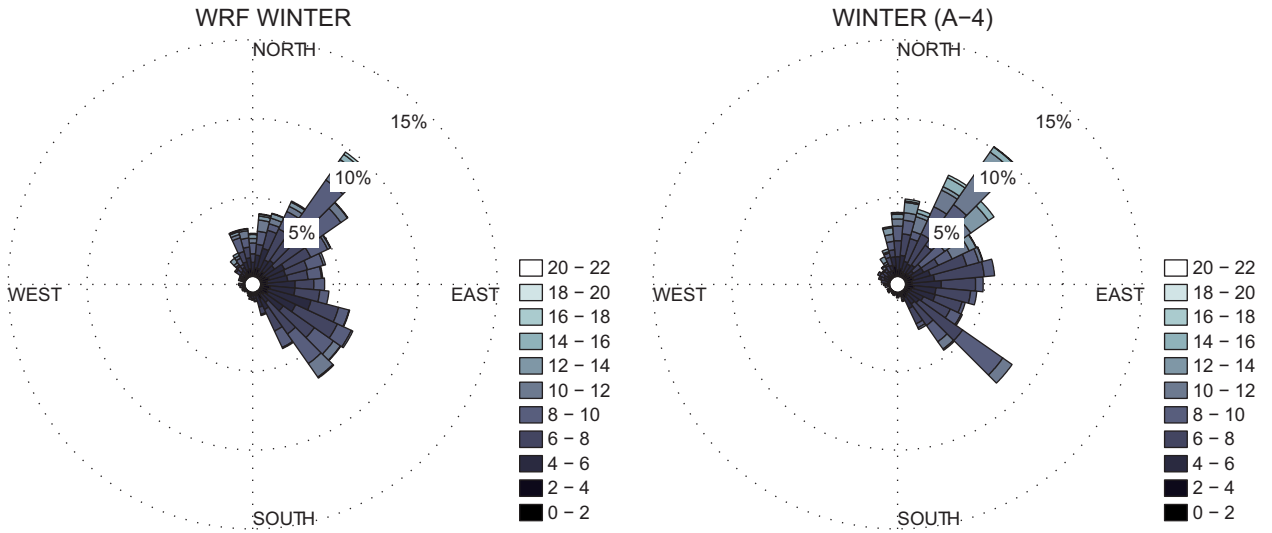 WRF WINTER
NORTH
15%
10%
5%
WEST
EAST
SOUTH
20 − 22
18 − 20
16 − 18
14 − 16
12 − 14
10 − 12
8 − 10
6 − 8
4 − 6
2 − 4
0 − 2
WINTER (A−4)
NORTH
15%
10%
5%
WEST
EAST
SOUTH
20 − 22
18 − 20
16 − 18
14 − 16
12 − 14
10 − 12
8 − 10
6 − 8
4 − 6
2 − 4
0 − 2